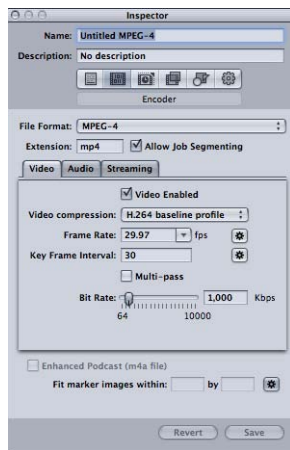 Inspector
Name: Untitled MPEG-4
Description: No description
Encoder
File Format: MPEG-4
Extension: mp4 Allow Job Segmenting
Video Audio Streaming
Video Enabled
Video compression: H.264 baseline profile
Frame Rate: 29.97 fps
Key Frame Interval: 30
Multi-pass
Bit Rate: 1,000 Kbps
64 10000
Enhanced Podcast (m4a file)
Fit marker images within: by
Revert Save